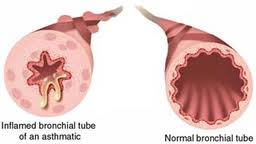 Inflamed bronchial tube
of an asthmatic
Normal bronchial tube